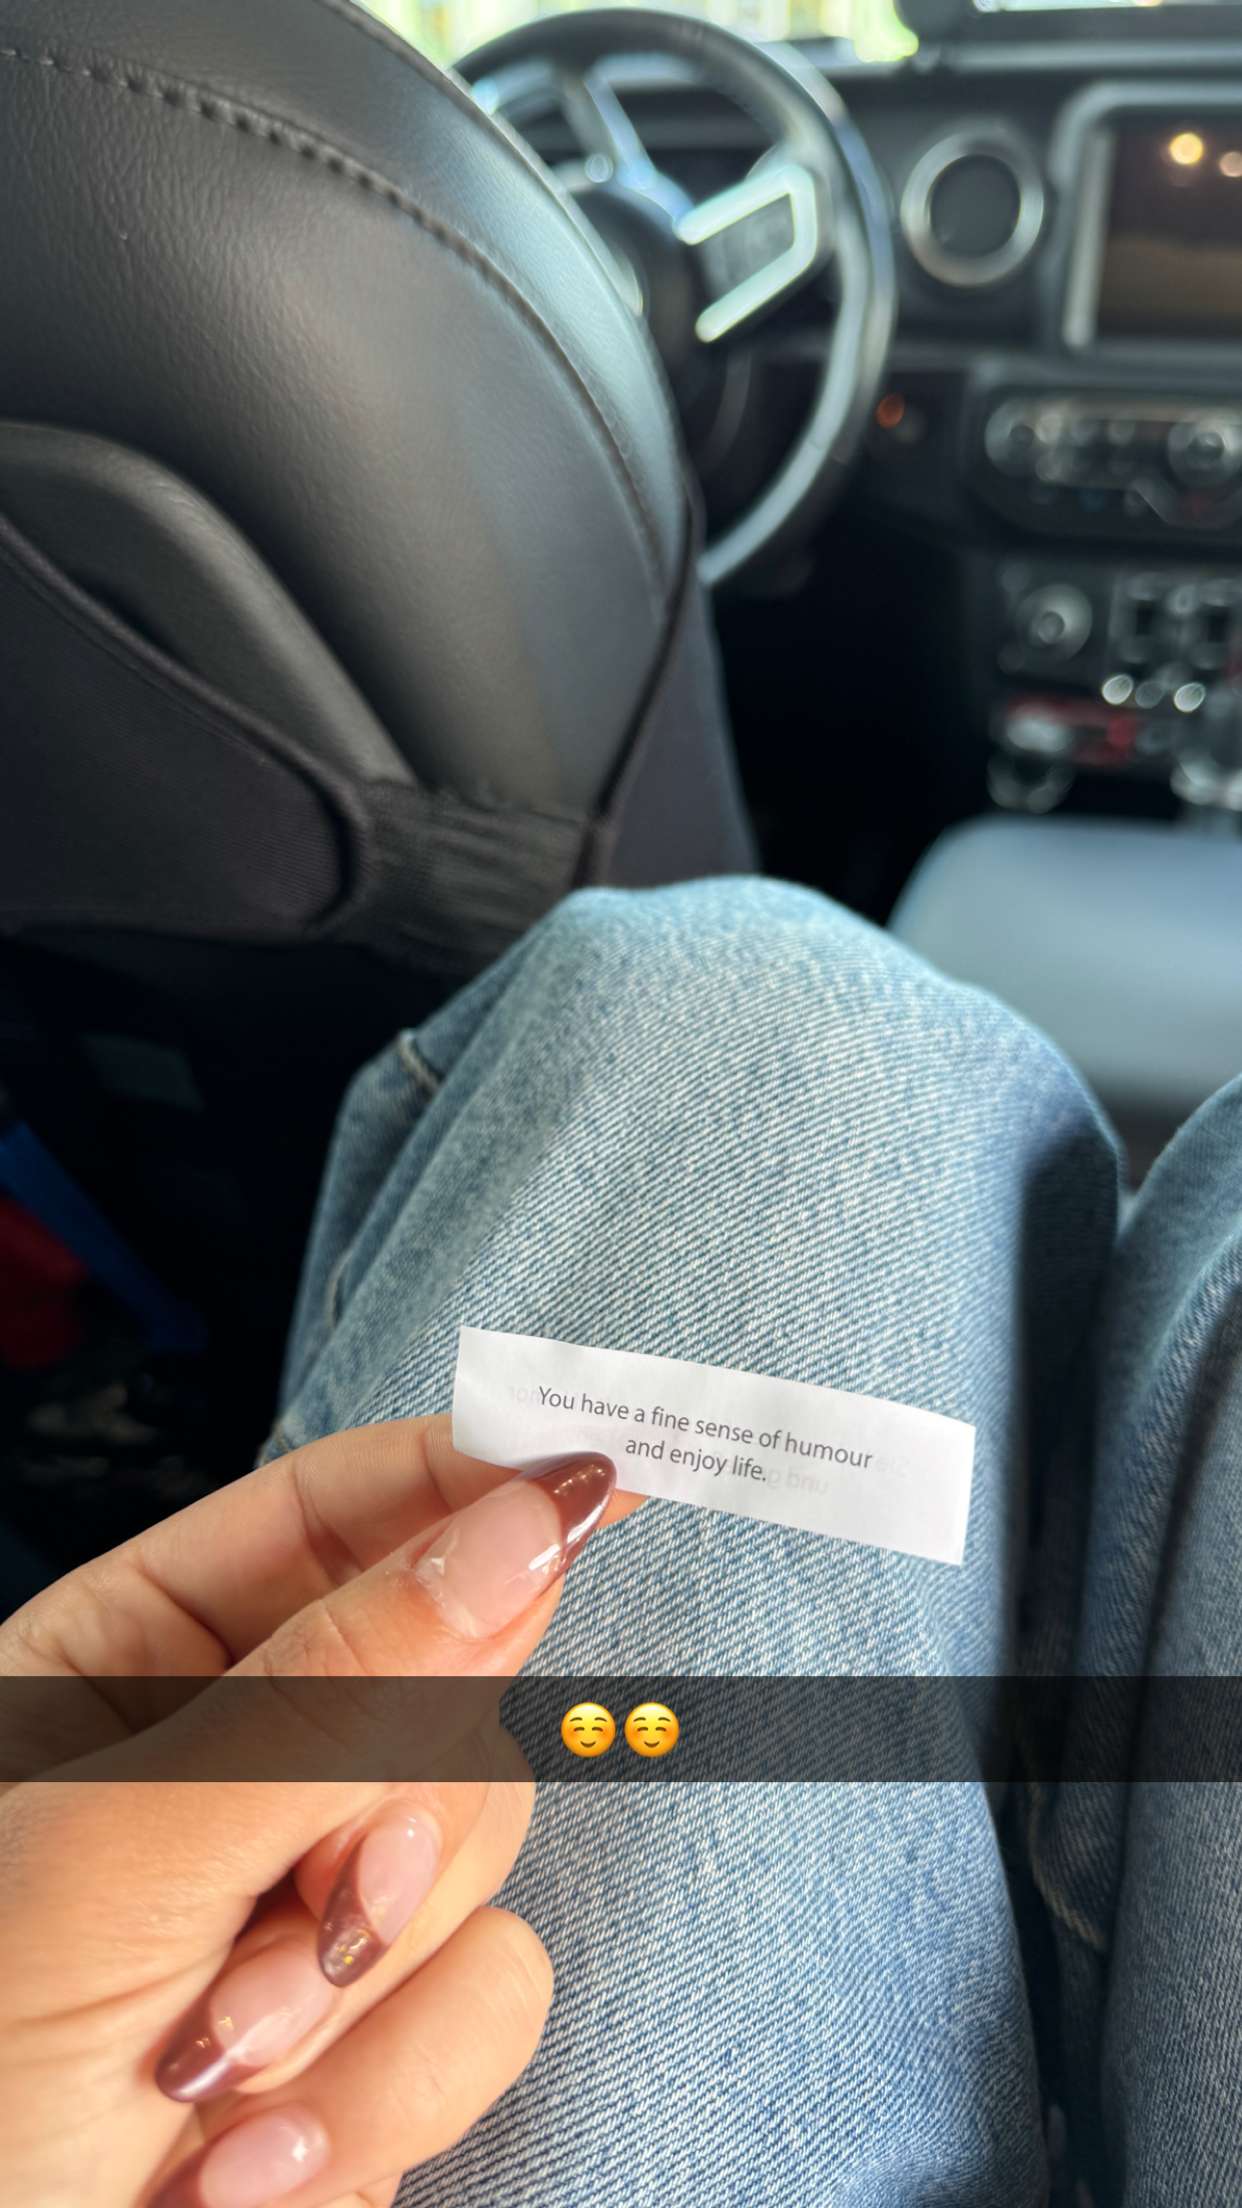 You have a fine sense of humour
and enjoy life.
☺️☺️